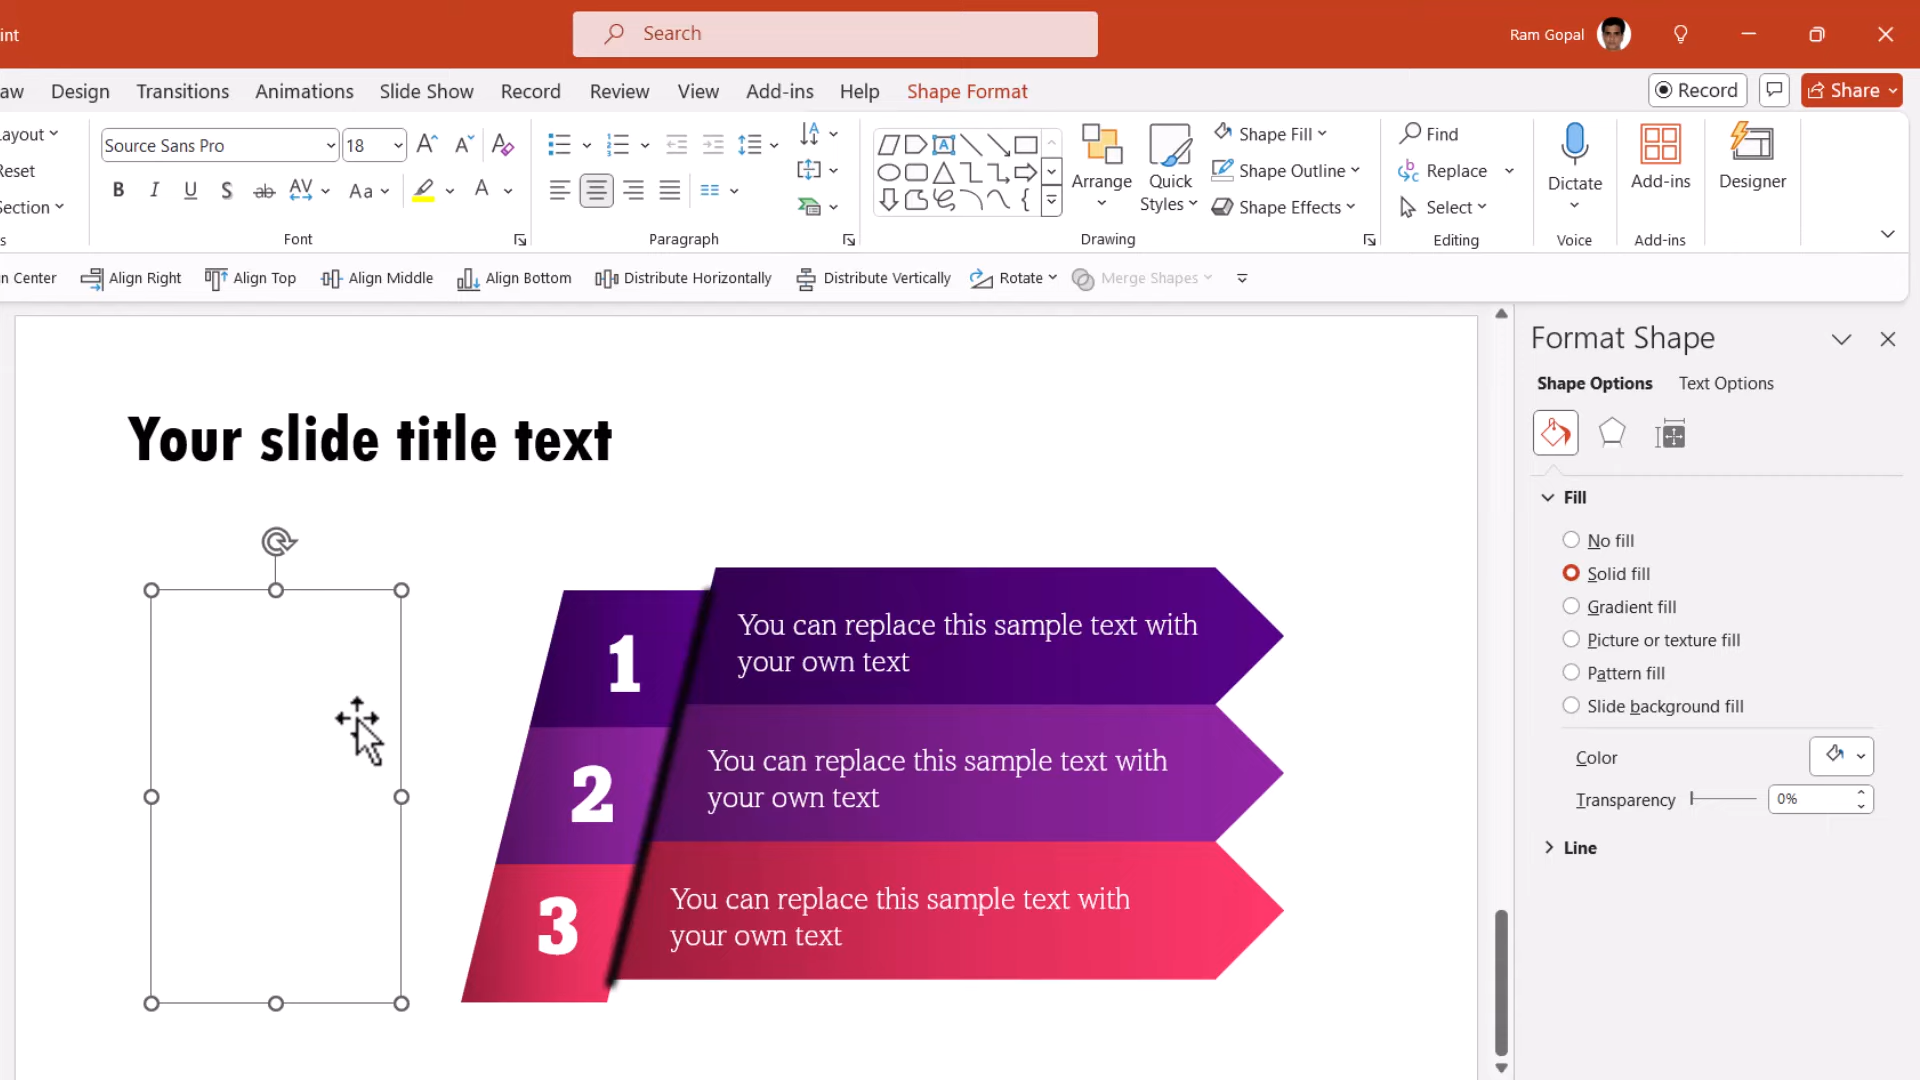 int
Search
Ram Gopal
aw
Design
Transitions
Animations
Slide Show
Record
Review
View
Add-ins
Help
Shape Format
Record
Share
ayout
Source Sans Pro
18
Shape Fill
Find
eset
B I U S ab AV Aa A
Arrange
Quick
Styles
Shape Outline
Replace
Dictate
Add-ins
Designer
ection
Shape Effects
Select
s
Font
Paragraph
Drawing
Editing
Voice
Add-ins
n Center
Align Right
Align Top
Align Middle
Align Bottom
Distribute Horizontally
Distribute Vertically
Rotate
Merge Shapes
Your slide title text
1
You can replace this sample text with
your own text
2
You can replace this sample text with
your own text
3
You can replace this sample text with
your own text
Format Shape
Shape Options
Text Options
Fill
No fill
Solid fill
Gradient fill
Picture or texture fill
Pattern fill
Slide background fill
Color
Transparency
0%
Line